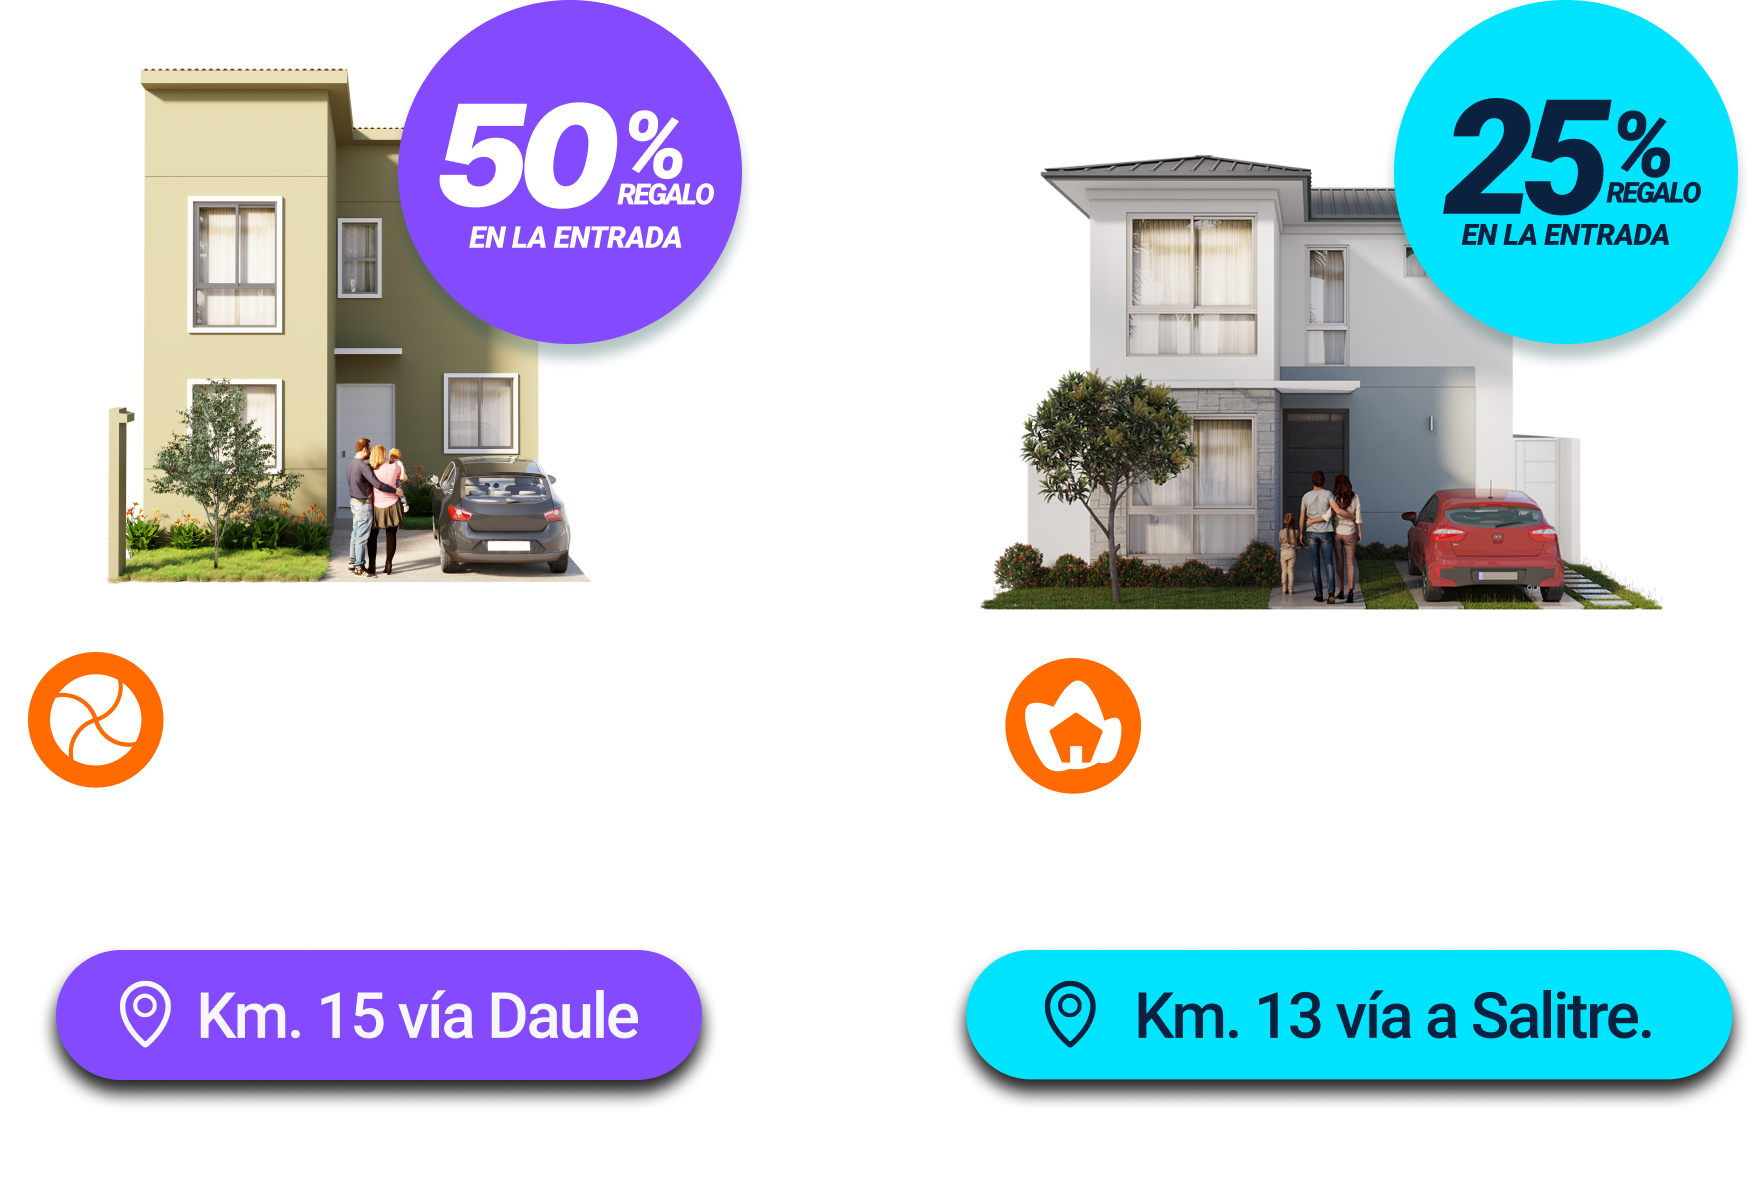 50%
REGALO
EN LA ENTRADA
25%
REGALO
EN LA ENTRADA
Km. 15 vía Daule
Km. 13 vía a Salitre.